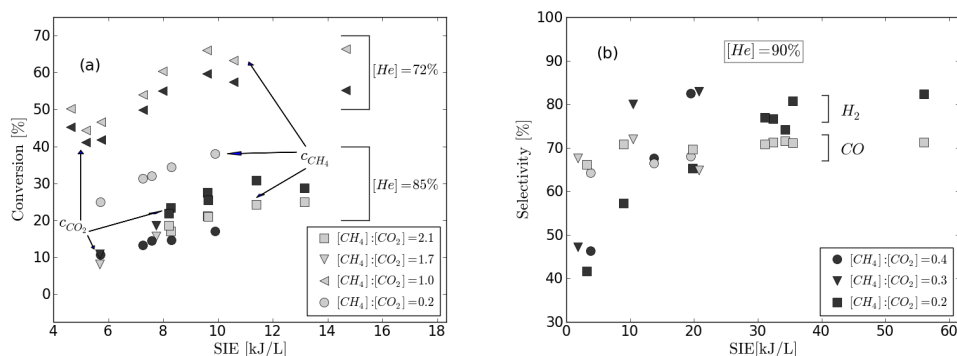 (a)
Conversion [%]
70
60
50
40
30
20
10
0
4
6
8
10
12
14
16
18
SIE [kJ/L]
[He]=72%
[He]=85%
c_{CH_4}
c_{CO_2}
[CH_4]:[CO_2]=2.1
[CH_4]:[CO_2]=1.7
[CH_4]:[CO_2]=1.0
[CH_4]:[CO_2]=0.2
(b)
[He]=90%
Selectivity [%]
100
90
80
70
60
50
40
30
0
10
20
30
40
50
60
SIE[kJ/L]
H_2
CO
[CH_4]:[CO_2]=0.4
[CH_4]:[CO_2]=0.3
[CH_4]:[CO_2]=0.2